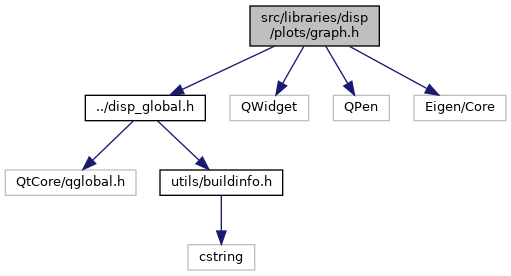 src/libraries/disp
/plots/graph.h
../disp_global.h
QWidget
QPen
Eigen/Core
QtCore/qglobal.h
utils/buildinfo.h
cstring